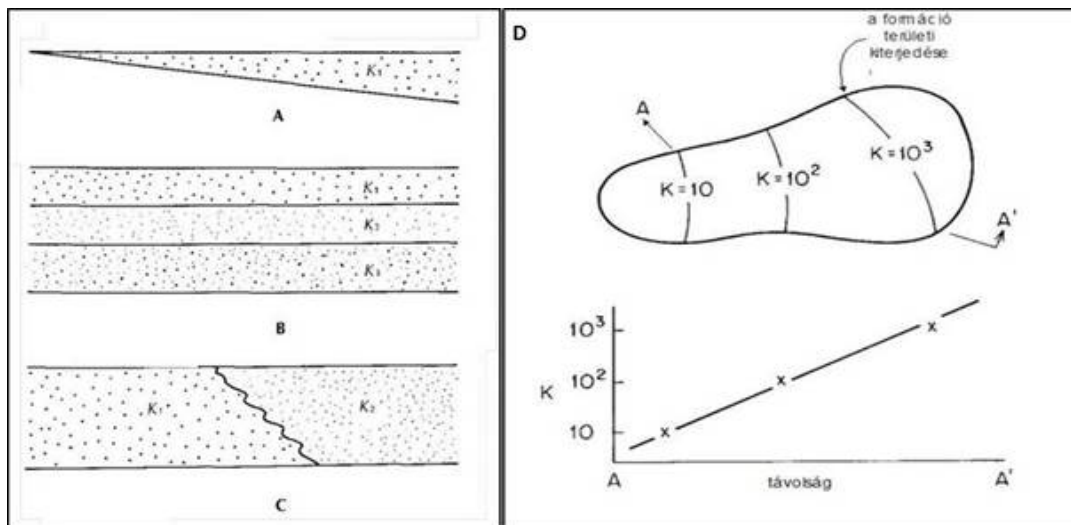 K₁
A
K₁
K₂
K₃
B
K₁
K₂
C
D
a formáció
területi
kiterjedése
A
K=10
K=10²
K=10³
A'
10³
K 10²
10
A távolság A'